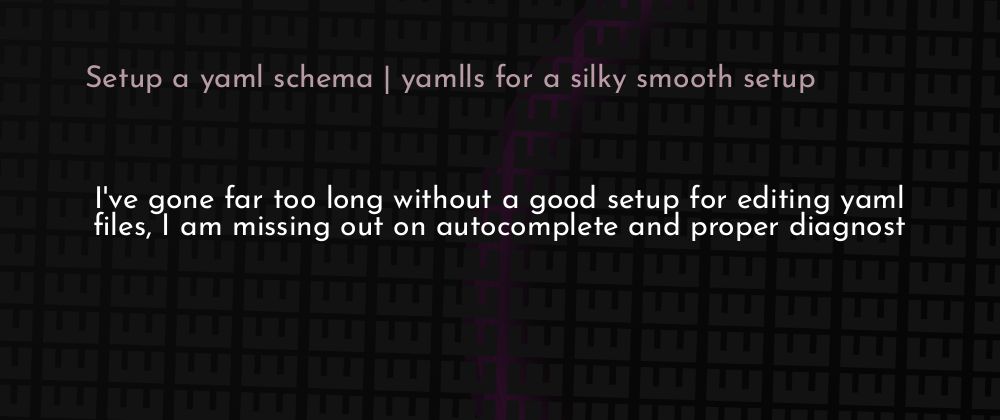 Setup a yaml schema | yamlls for a silky smooth setup
I've gone far too long without a good setup for editing yaml
files, I am missing out on autocomplete and proper diagnost